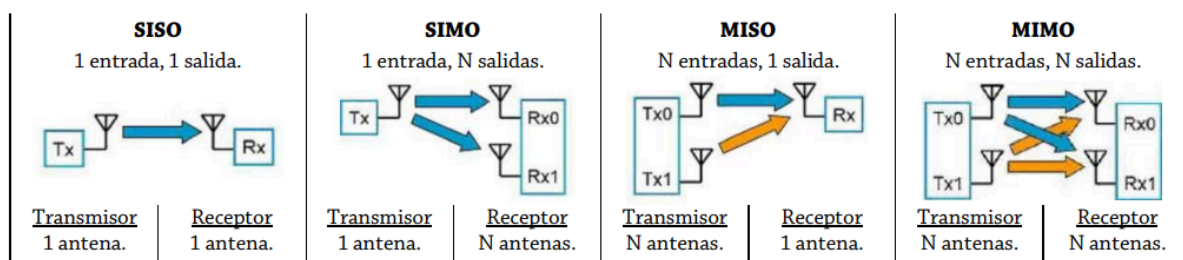 SISO
1 entrada, 1 salida.
Tx
Rx
Transmisor
1 antena.
Receptor
1 antena.
SIMO
1 entrada, N salidas.
Tx
Rx0
Rx1
Transmisor
1 antena.
Receptor
N antenas.
MISO
N entradas, 1 salida.
Tx0
Rx
Tx1
Transmisor
N antenas.
Receptor
1 antena.
MIMO
N entradas, N salidas.
Tx0
Rx0
Tx1
Rx1
Transmisor
N antenas.
Receptor
N antenas.